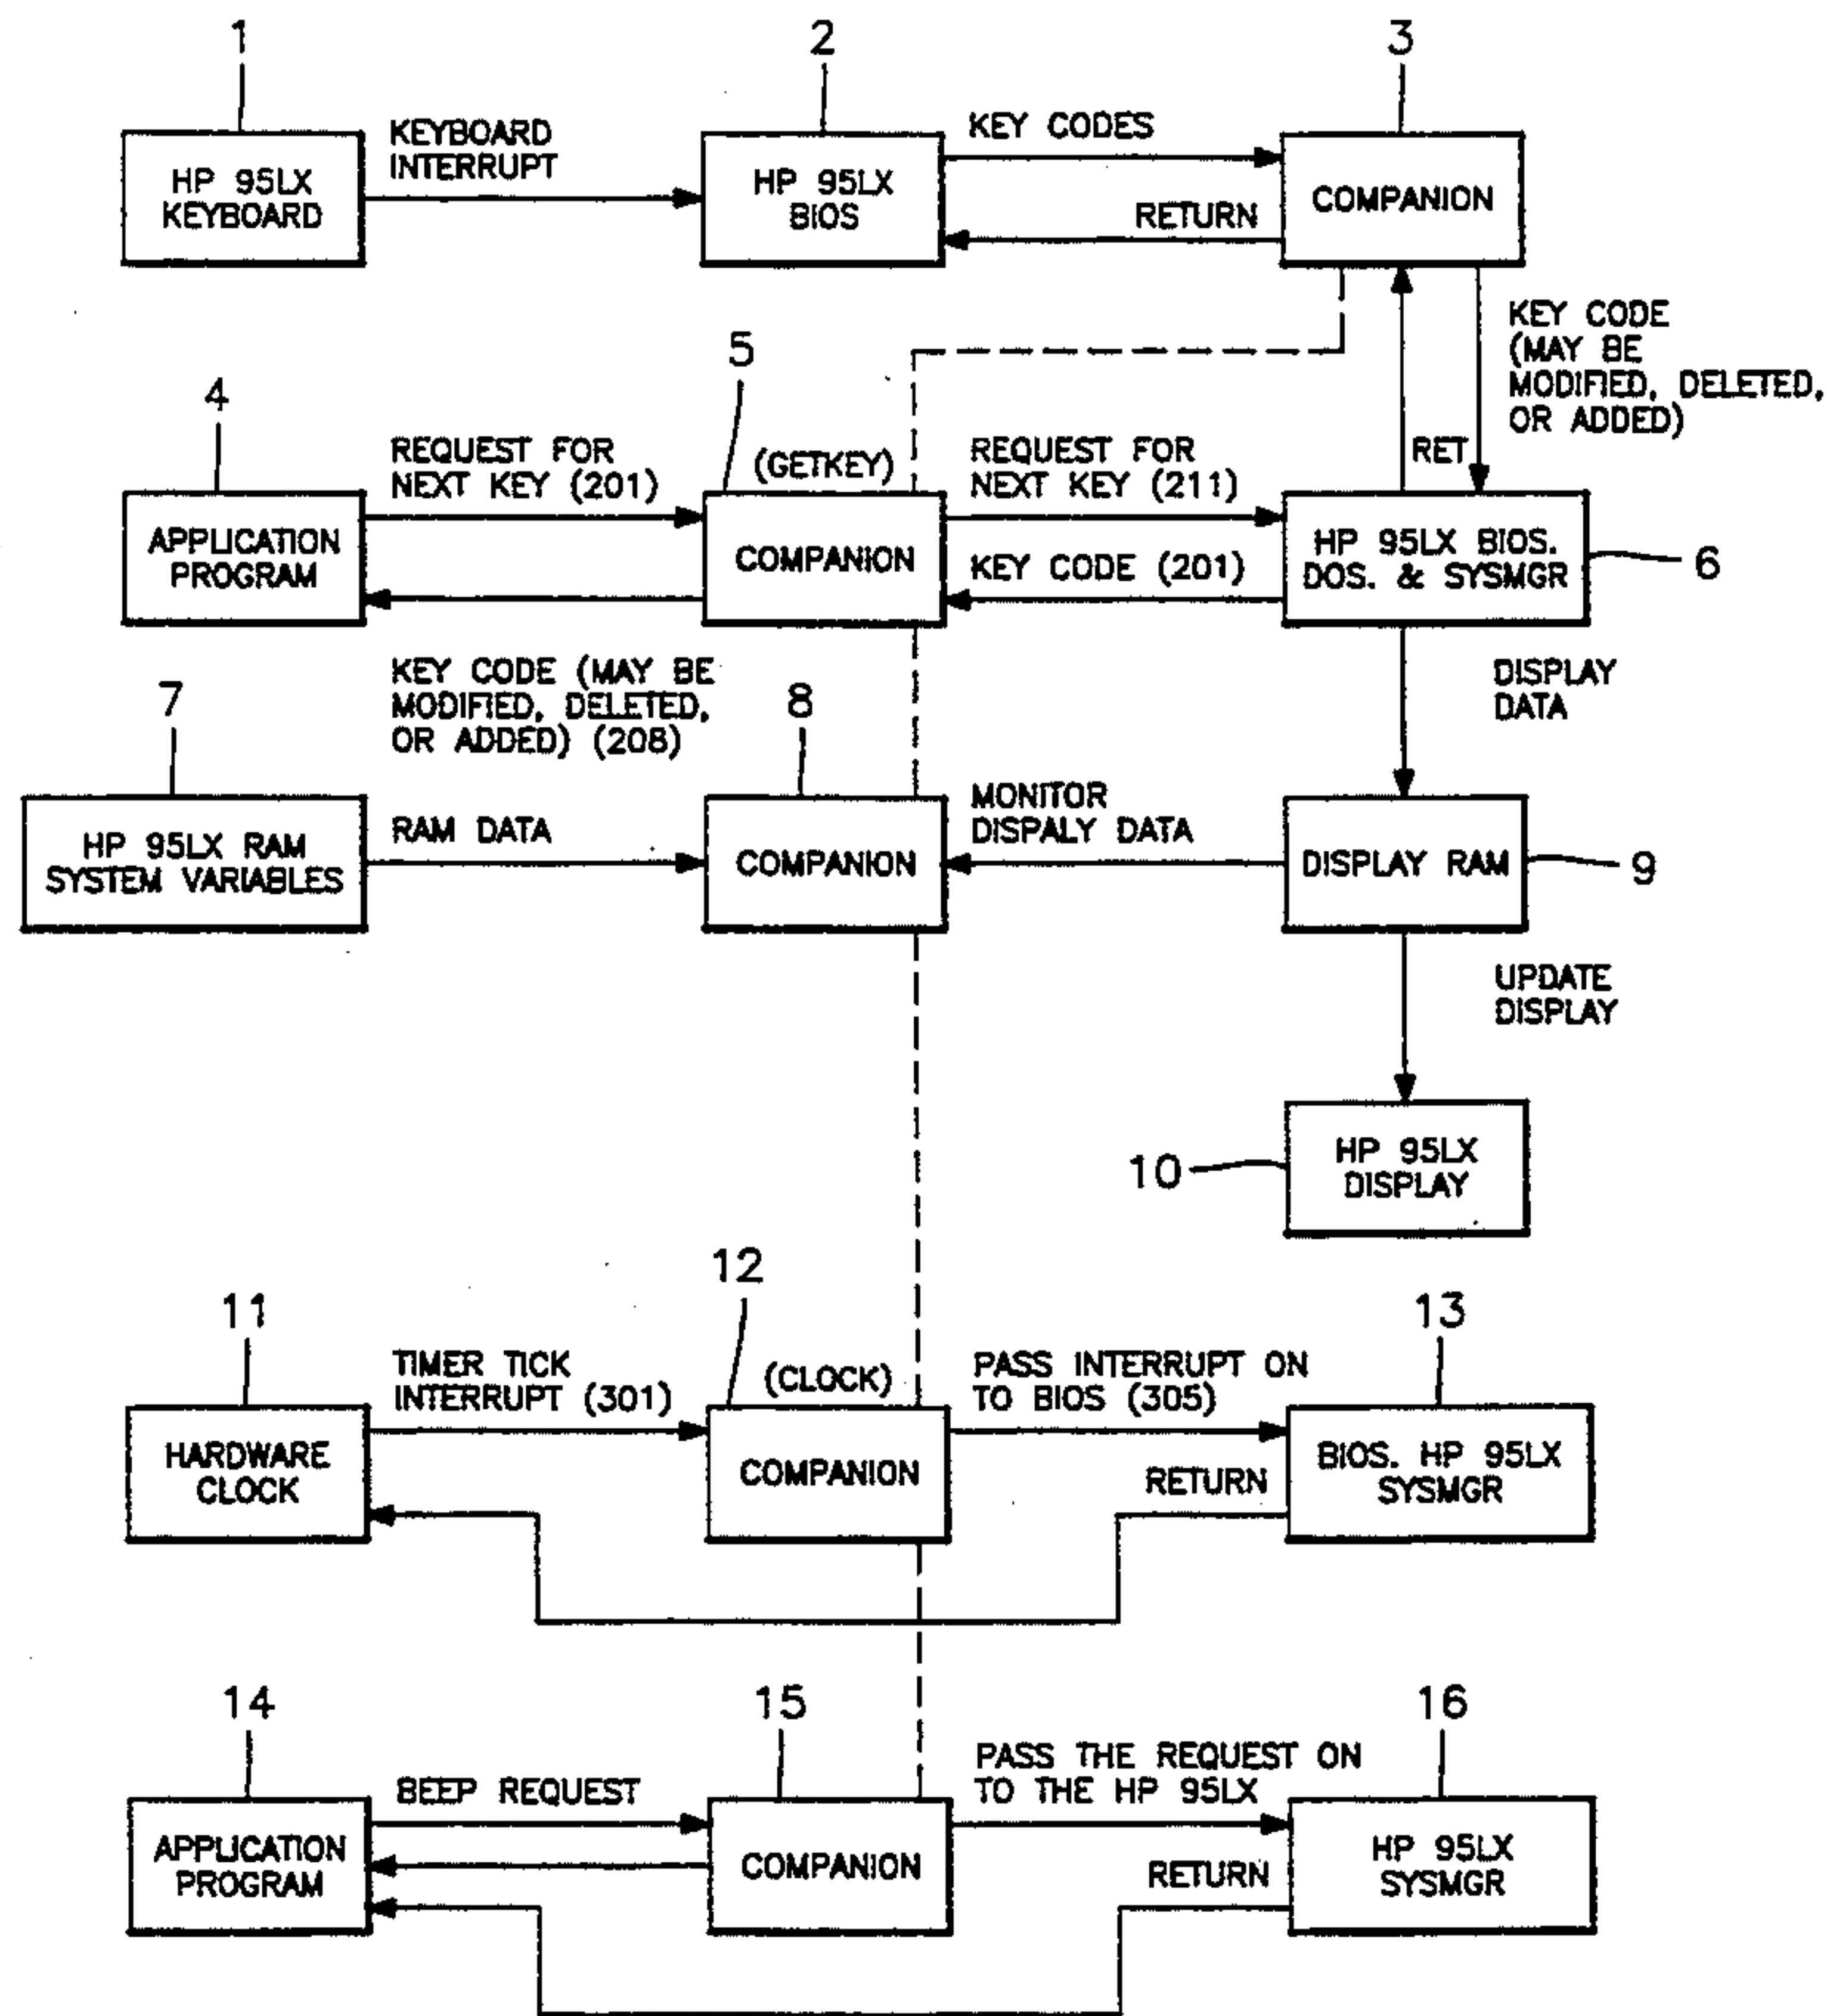 1
2
3
HP 95LX
KEYBOARD
KEYBOARD
INTERRUPT
HP 95LX
BIOS
KEY CODES
RETURN
COMPANION
KEY CODE
(MAY BE
MODIFIED, DELETED,
OR ADDED)
RET
4
5
APPLICATION
PROGRAM
REQUEST FOR
NEXT KEY (201)
(GETKEY)
COMPANION
REQUEST FOR
NEXT KEY (211)
KEY CODE (201)
HP 95LX BIOS.
DOS. & SYSMGR
6
KEY CODE (MAY BE
MODIFIED, DELETED,
OR ADDED) (208)
DISPLAY
DATA
7
8
HP 95LX RAM
SYSTEM VARIABLES
RAM DATA
COMPANION
MONITOR
DISPALY DATA
DISPLAY RAM
9
UPDATE
DISPLAY
10
HP 95LX
DISPLAY
11
12
13
HARDWARE
CLOCK
TIMER TICK
INTERRUPT (301)
(CLOCK)
COMPANION
PASS INTERRUPT ON
TO BIOS (305)
RETURN
BIOS. HP 95LX
SYSMGR
14
15
16
APPLICATION
PROGRAM
BEEP REQUEST
COMPANION
PASS THE REQUEST ON
TO THE HP 95LX
RETURN
HP 95LX
SYSMGR